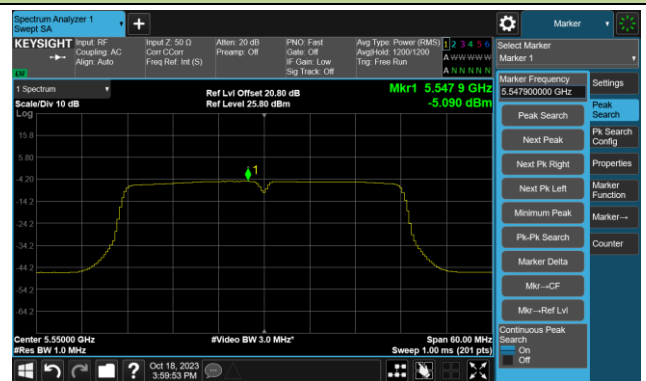 Spectrum Analyzer 1
Swept SA
Marker
KEYSIGHT
Input: RF
Coupling: AC
Align: Auto
Input Z: 50 Ω
Corr CCorr
Freq Ref: Int (S)
Atten: 20 dB
Preamp: Off
PNO: Fast
Gate: Off
IF Gain: Low
Sig Track: Off
Avg Type: Power (RMS)
Avg|Hold: 1200/1200
Trig: Free Run
1 2 3 4 5 6
A W W W W W
A N N N N N
LW
Select Marker
Marker 1
1 Spectrum
Scale/Div 10 dB
Log
Ref Lvl Offset 20.80 dB
Ref Level 25.80 dBm
Mkr1 5.547 9 GHz
-5.090 dBm
15.8
5.80
-4.20
-14.2
-24.2
-34.2
-44.2
-54.2
-64.2
1
Center 5.55000 GHz
#Res BW 1.0 MHz
#Video BW 3.0 MHz*
Span 60.00 MHz
Sweep 1.00 ms (201 pts)
Marker Frequency
5.547900000 GHz
Peak Search
Next Peak
Next Pk Right
Next Pk Left
Minimum Peak
Pk-Pk Search
Marker Delta
Mkr→CF
Mkr→Ref Lvl
Continuous Peak
Search
On
Off
Settings
Peak
Search
Pk Search
Config
Properties
Marker
Function
Marker→
Counter
Oct 18, 2023
3:59:53 PM